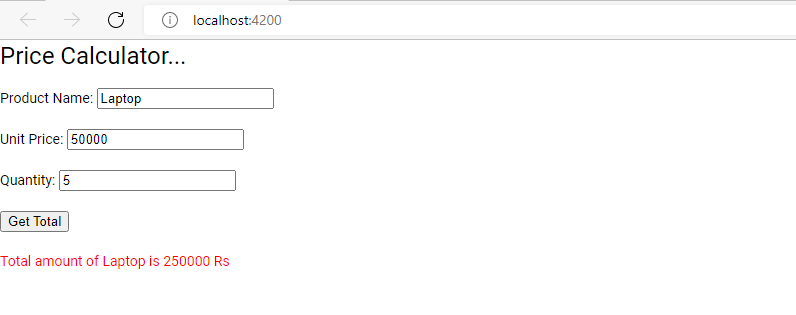 localhost:4200
Price Calculator...
Product Name: Laptop
Unit Price: 50000
Quantity: 5
Get Total
Total amount of Laptop is 250000 Rs